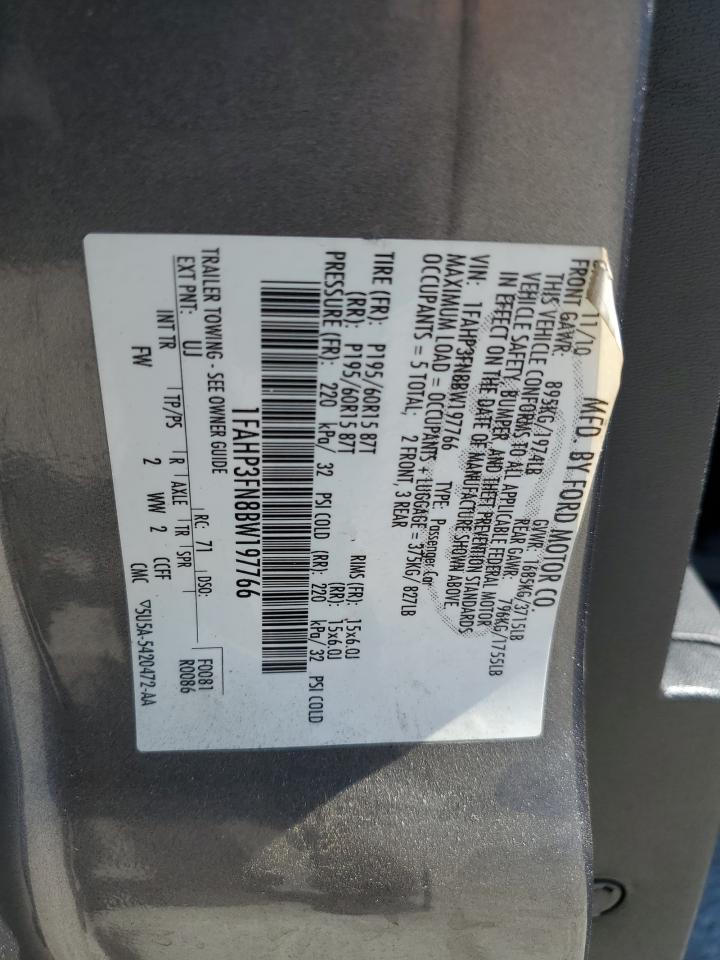 MFD. BY FORD MOTOR CO.
11/10 GVWR: 1685KG/3715LB
FRONT GAWR: 895KG/1974LB REAR GAWR: 796KG/1755LB
THIS VEHICLE CONFORMS TO ALL APPLICABLE FEDERAL MOTOR
VEHICLE SAFETY, BUMPER, AND THEFT PREVENTION STANDARDS
IN EFFECT ON THE DATE OF MANUFACTURE SHOWN ABOVE.
VIN: 1FAHP3FN8BW197766 TYPE: Passenger Car
MAXIMUM LOAD = OCCUPANTS + LUGGAGE = 375KG/ 827LB
OCCUPANTS = 5 TOTAL; 2 FRONT, 3 REAR
TIRE (FR): P195/60R15 87T RIMS (FR): 15x6.0J
(RR): P195/60R15 87T (RR): 15x6.0J
PRESSURE (FR): 220 kPa/ 32 PSI COLD (RR): 220 kPa/ 32 PSI COLD
1FAHP3FN8BW197766
TRAILER TOWING - SEE OWNER GUIDE
EXT PNT: UJ RC: 71 DSO: F0081
R0086
INT TR TP/PS R AXLE TR SPR
FW 2 WW 2 CCFF
CMC ▽5U5A-5420472-AA